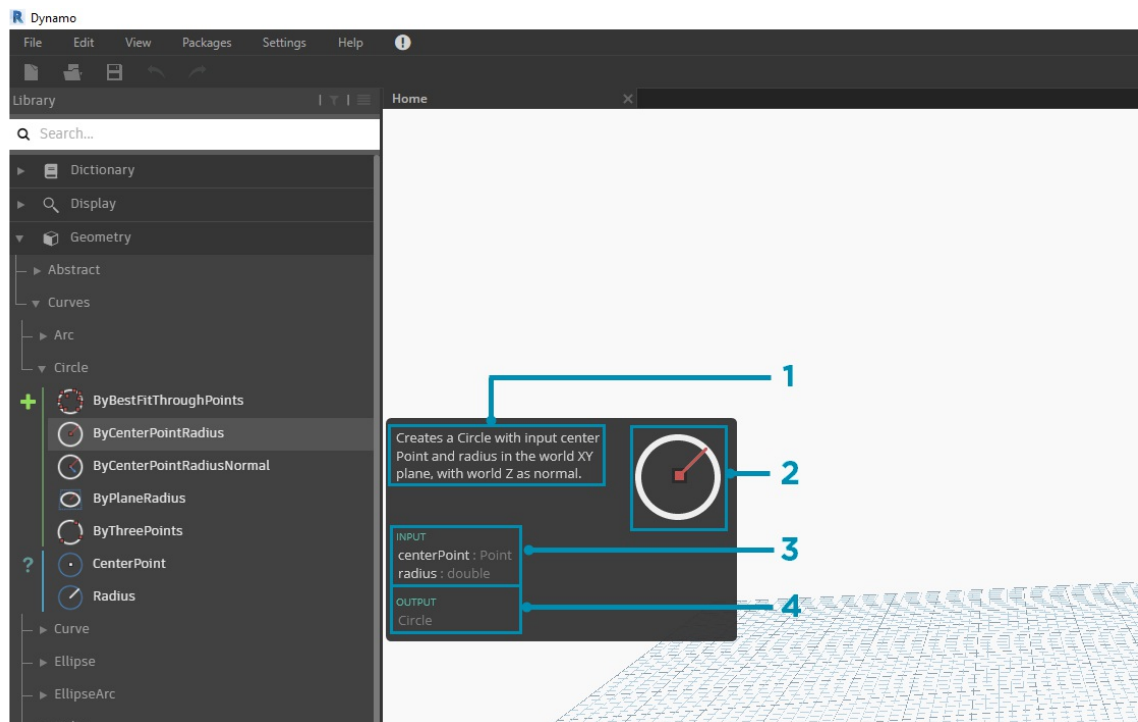 Dynamo
File Edit View Packages Settings Help
Library
Home
Search...
Dictionary
Display
Geometry
Abstract
Curves
Arc
Circle
ByBestFitThroughPoints
ByCenterPointRadius
ByCenterPointRadiusNormal
ByPlaneRadius
ByThreePoints
CenterPoint
Radius
Curve
Ellipse
EllipseArc
1
Creates a Circle with input center
Point and radius in the world XY
plane, with world Z as normal.
2
INPUT
centerPoint : Point
radius : double
3
OUTPUT
Circle
4